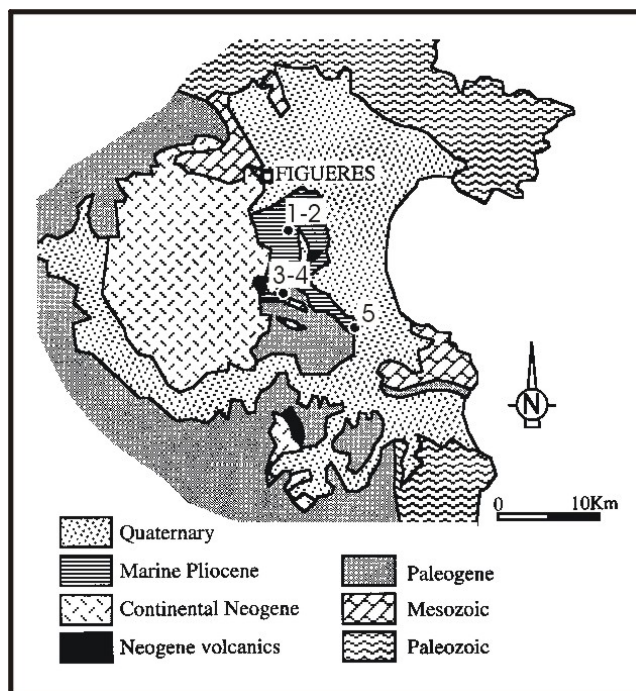 FIGUERES
1-2
3-4
5
N
0 10Km
Quaternary
Marine Pliocene
Continental Neogene
Neogene volcanics
Paleogene
Mesozoic
Paleozoic